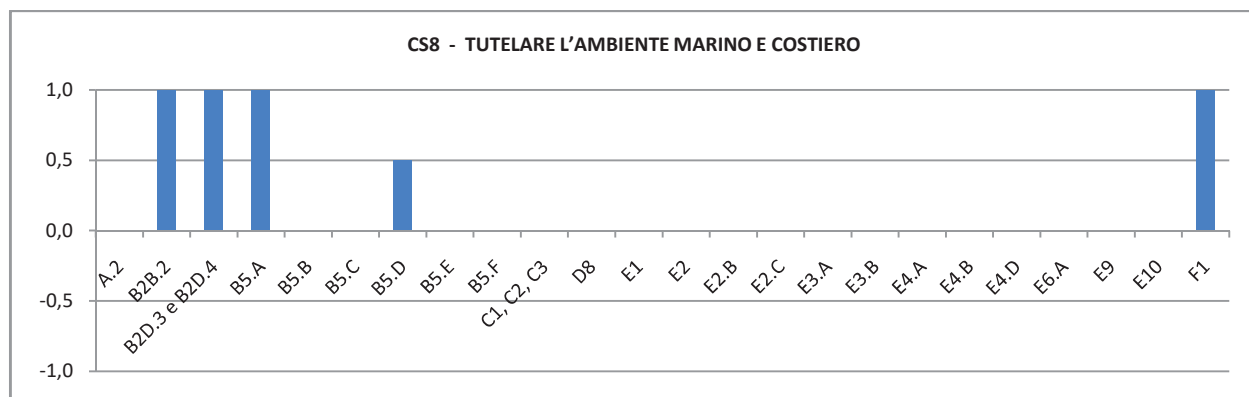 CS8 - TUTELARE L’AMBIENTE MARINO E COSTIERO
1,0
0,5
0,0
-0,5
-1,0
A.2
B2B.2
B2D.3 e B2D.4
B5.A
B5.B
B5.C
B5.D
B5.E
B5.F
C1, C2, C3
D8
E1
E2
E2.B
E2.C
E3.A
E3.B
E4.A
E4.B
E4.D
E6.A
E9
E10
F1